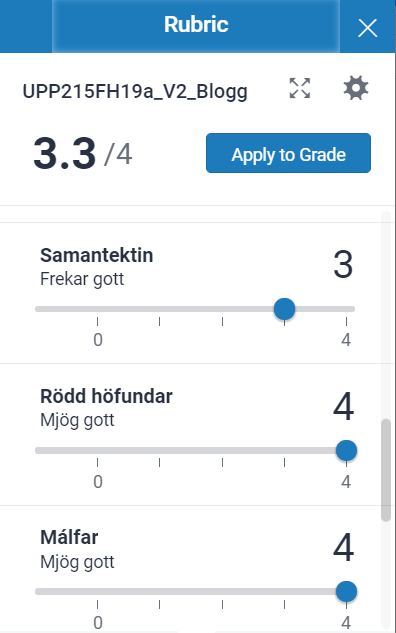 Rubric
UPP215FH19a_V2_Blogg
3.3 /4
Apply to Grade
Samantektin
3
Frekar gott
0 4
Rödd höfundar
4
Mjög gott
0 4
Málfar
4
Mjög gott
0 4